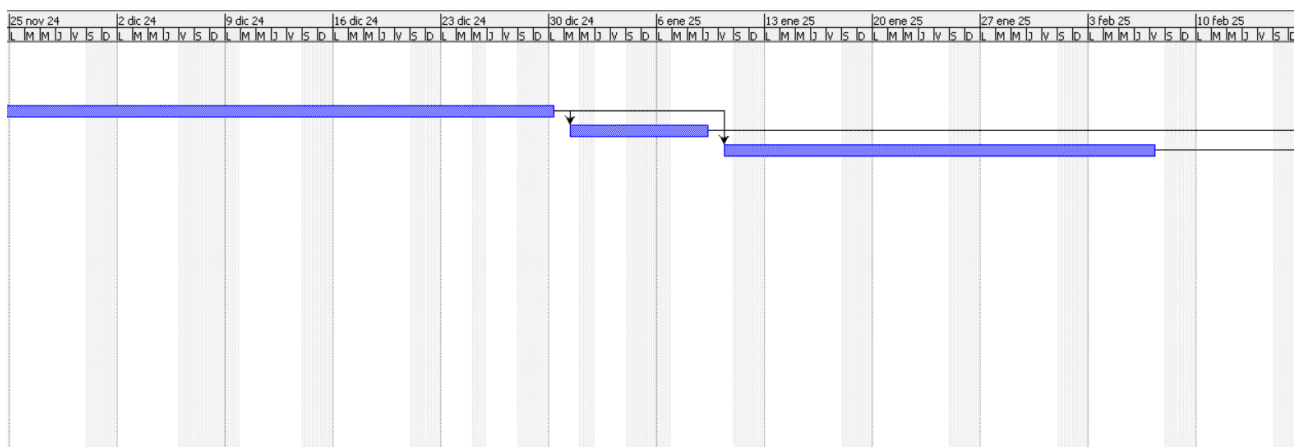 25 nov 24 2 dic 24 9 dic 24 16 dic 24 23 dic 24 30 dic 24 6 ene 25 13 ene 25 20 ene 25 27 ene 25 3 feb 25 10 feb 25
L M M J V S D L M M J V S D L M M J V S D L M M J V S D L M M J V S D L M M J V S D L M M J V S D L M M J V S D L M M J V S D L M M J V S D L M M J V S D L M M J V S D